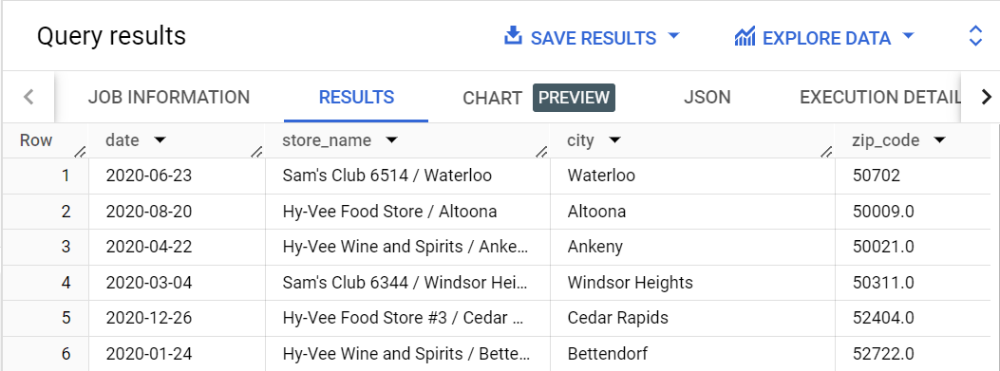 Query results SAVE RESULTS EXPLORE DATA
JOB INFORMATION RESULTS CHART PREVIEW JSON EXECUTION DETAIL
Row date store_name city zip_code
1 2020-06-23 Sam's Club 6514 / Waterloo Waterloo 50702
2 2020-08-20 Hy-Vee Food Store / Altoona Altoona 50009.0
3 2020-04-22 Hy-Vee Wine and Spirits / Anke... Ankeny 50021.0
4 2020-03-04 Sam's Club 6344 / Windsor Hei... Windsor Heights 50311.0
5 2020-12-26 Hy-Vee Food Store #3 / Cedar ... Cedar Rapids 52404.0
6 2020-01-24 Hy-Vee Wine and Spirits / Bette... Bettendorf 52722.0